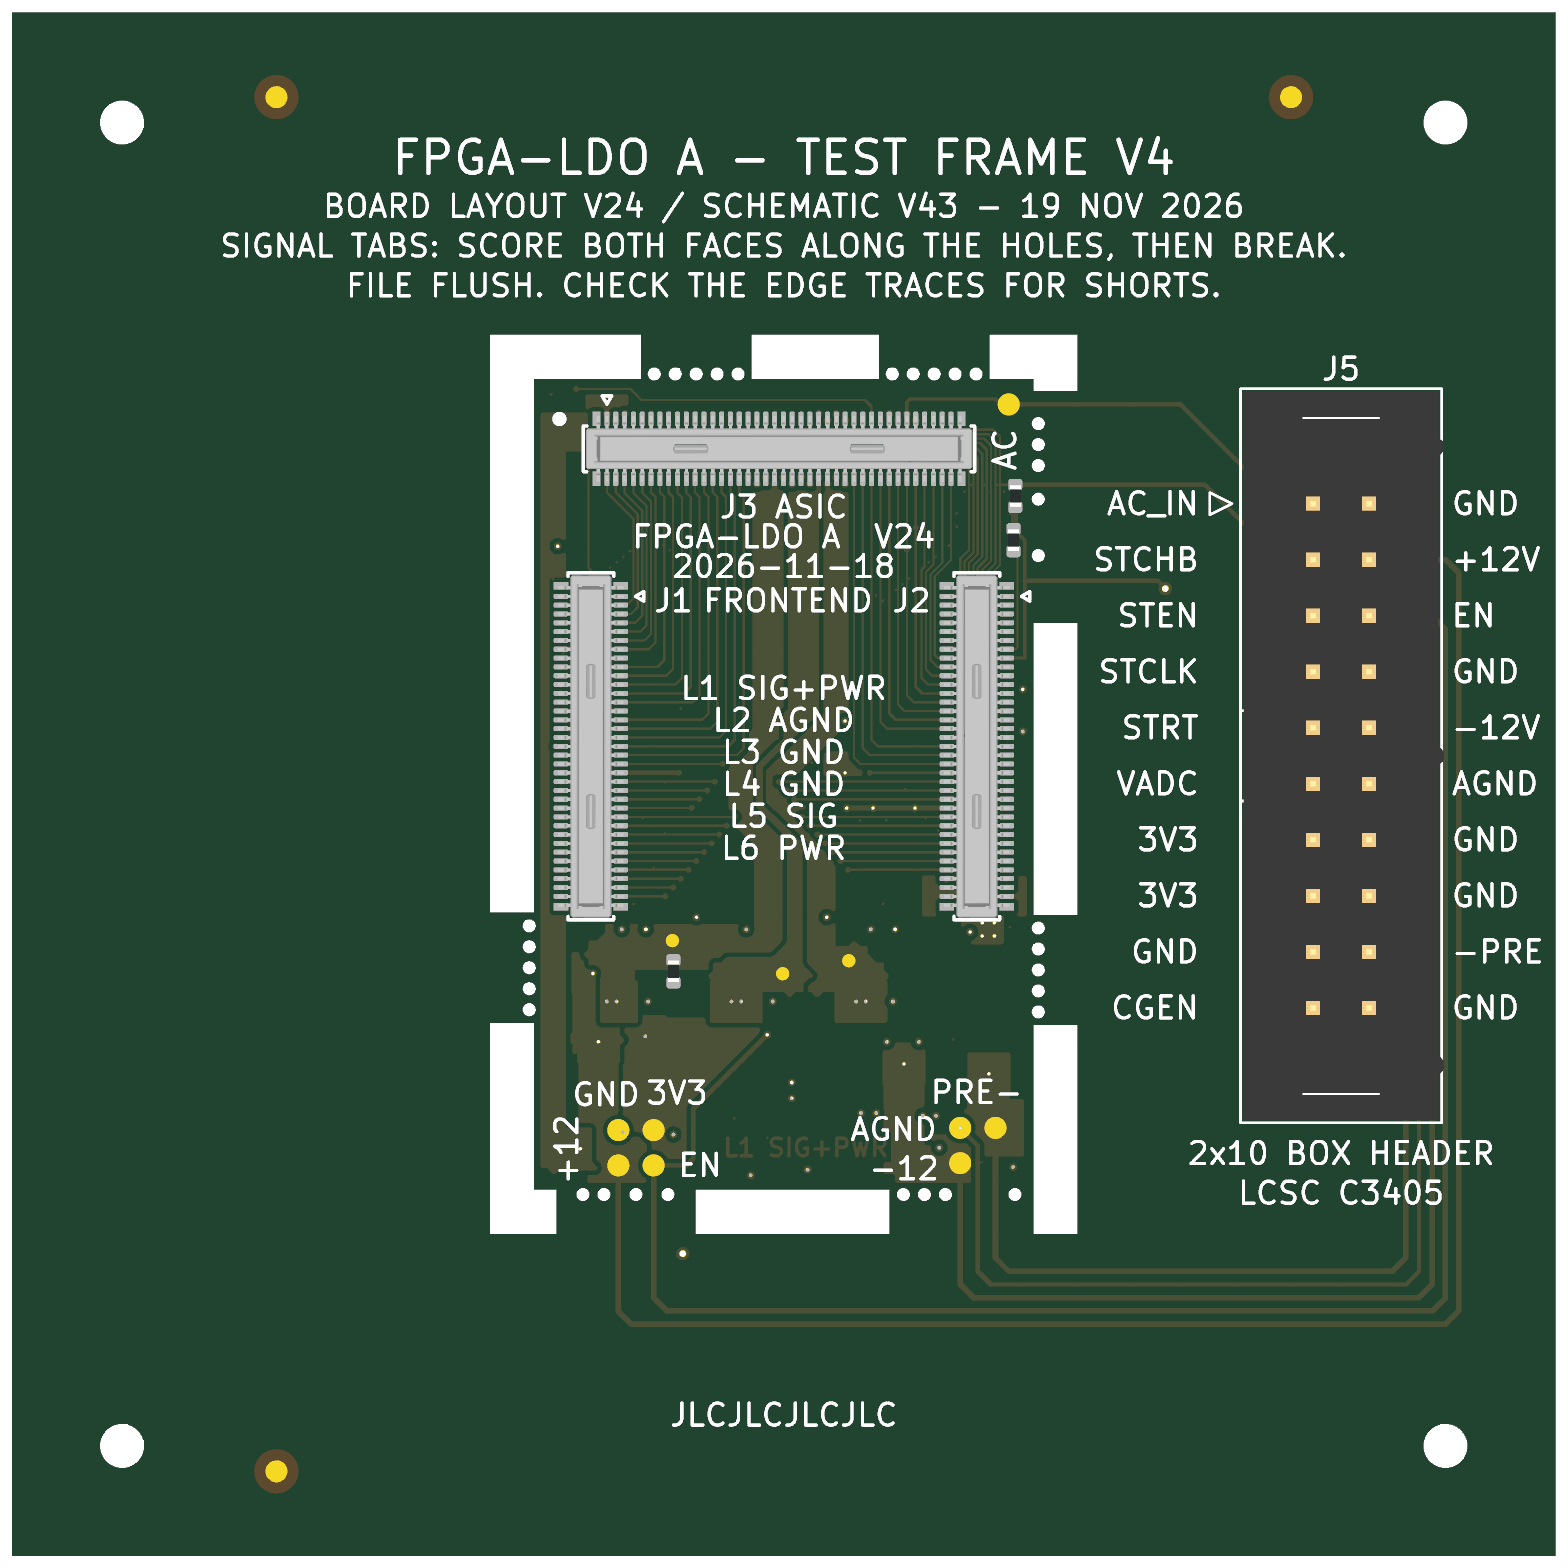 FPGA-LDO A - TEST FRAME V4
BOARD LAYOUT V24 / SCHEMATIC V43 - 19 NOV 2026
SIGNAL TABS: SCORE BOTH FACES ALONG THE HOLES, THEN BREAK.
FILE FLUSH. CHECK THE EDGE TRACES FOR SHORTS.
J5
AC
J3 ASIC
FPGA-LDO A V24
2026-11-18
J1 FRONTEND J2
L1 SIG+PWR
L2 AGND
L3 GND
L4 GND
L5 SIG
L6 PWR
AC_IN GND
STCHB +12V
STEN EN
STCLK GND
STRT -12V
VADC AGND
3V3 GND
3V3 GND
GND -PRE
CGEN GND
GND 3V3
PRE-
+12
AGND
L1 SIG+PWR
EN
-12
2x10 BOX HEADER
LCSC C3405
JLCJLCJLCJLC